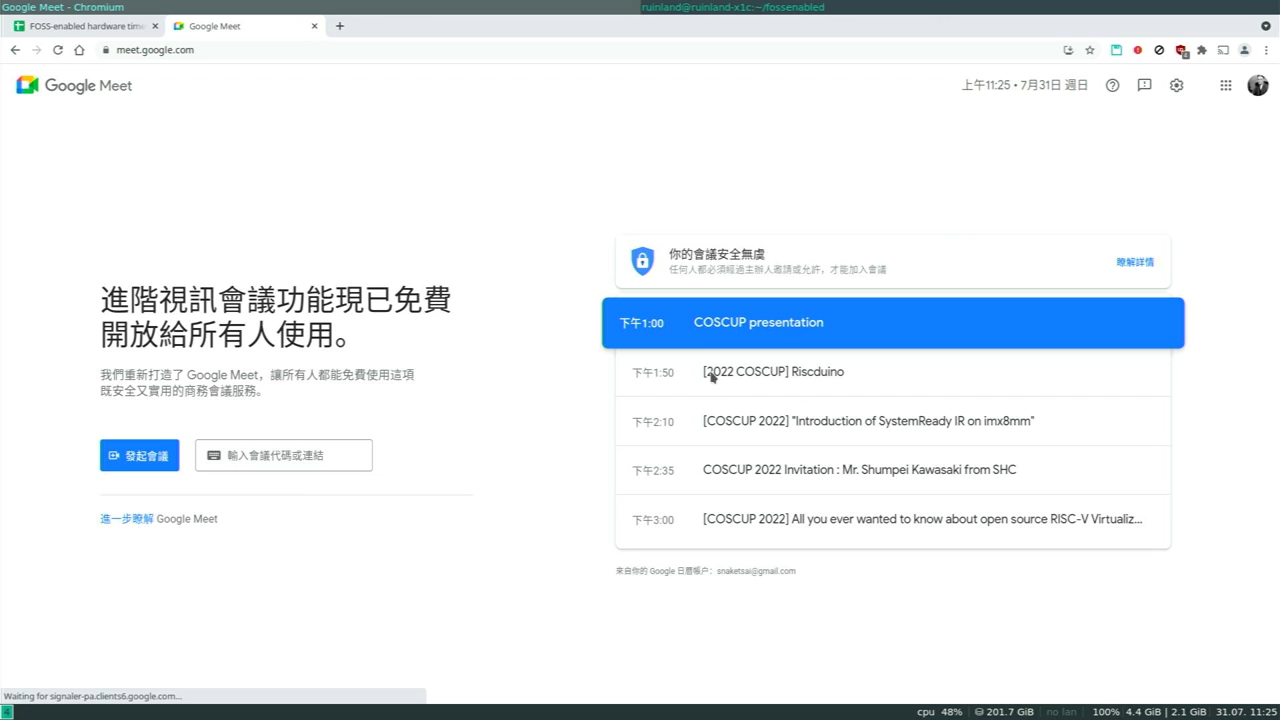 Google Meet - Chromium
ruinland@ruinland-x1c:~/fossenabled
FOSS-enabled hardware time
Google Meet
meet.google.com
Google Meet
上午11:25 • 7月31日 週日
你的會議安全無虞
任何人都必須經過主辦人邀請或允許，才能加入會議
瞭解詳情
進階視訊會議功能現已免費
開放給所有人使用。
我們重新打造了 Google Meet，讓所有人都能免費使用這項
既安全又實用的商務會議服務。
發起會議
輸入會議代碼或連結
進一步瞭解 Google Meet
下午1:00 COSCUP presentation
下午1:50 [2022 COSCUP] Riscduino
下午2:10 [COSCUP 2022] "Introduction of SystemReady IR on imx8mm"
下午2:35 COSCUP 2022 Invitation : Mr. Shumpei Kawasaki from SHC
下午3:00 [COSCUP 2022] All you ever wanted to know about open source RISC-V Virtualiz...
來自你的 Google 日曆帳戶： snaketsai@gmail.com
Waiting for signaler-pa.clients6.google.com...
4
cpu 48% 201.7 GiB no lan 100% 4.4 GiB | 2.1 GiB 31.07. 11:25